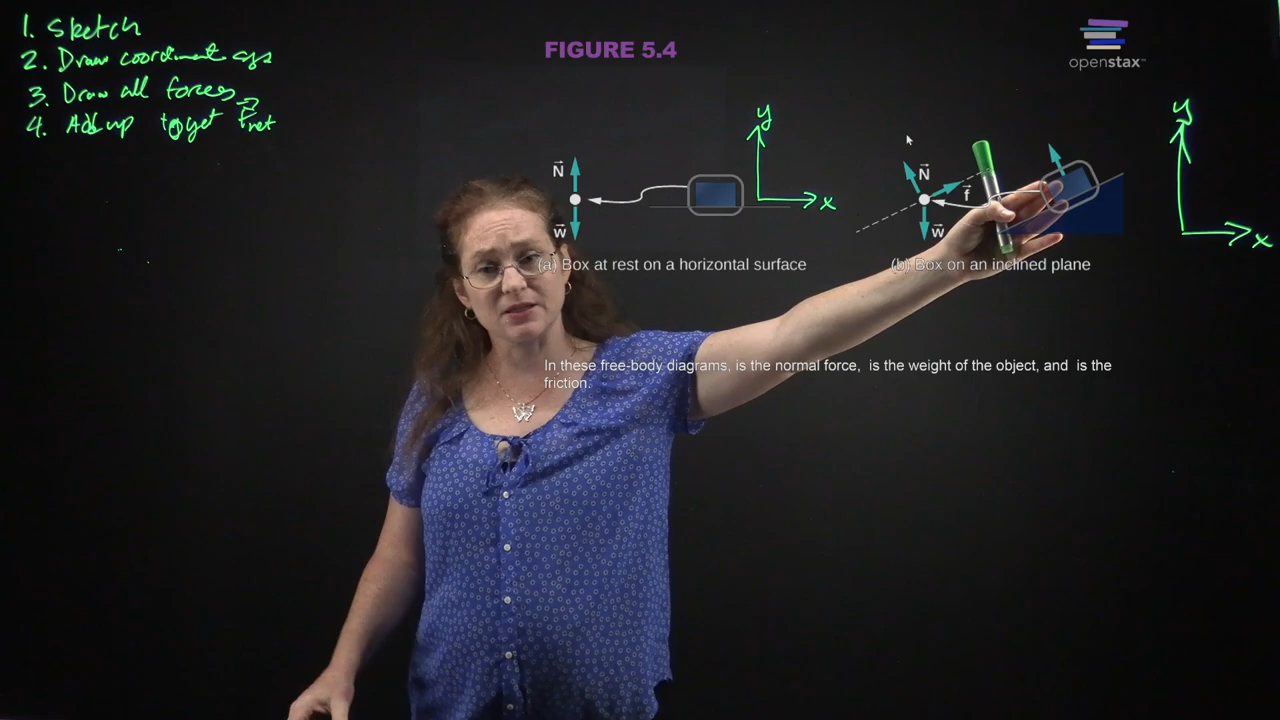 1. Sketch
2. Draw coordinate sys
3. Draw all forces
4. Add up to get F net
FIGURE 5.4
openstax™
N
w
y
x
N
f
w
y
x
(a) Box at rest on a horizontal surface
(b) Box on an inclined plane
In these free-body diagrams, is the normal force, is the weight of the object, and is the
friction.